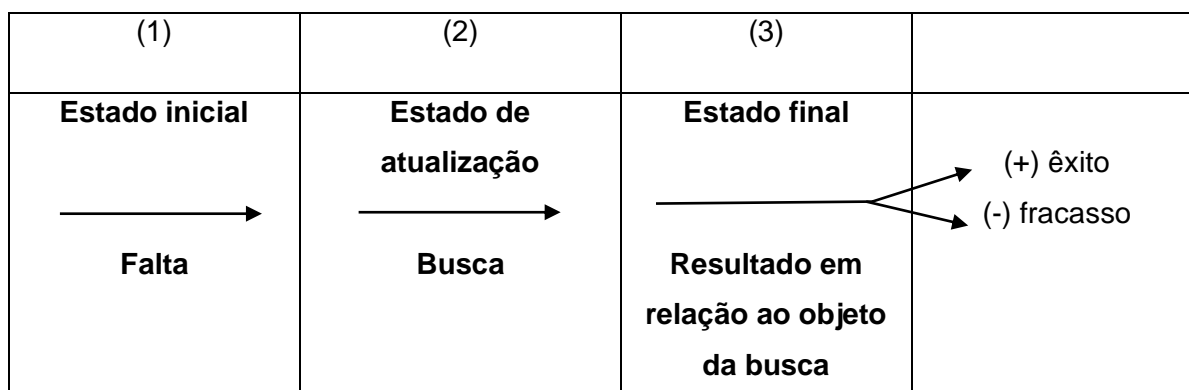 (1)
(2)
(3)
Estado inicial
Falta
Estado de
atualização
Busca
Estado final
Resultado em
relação ao objeto
da busca
(+) êxito
(-) fracasso